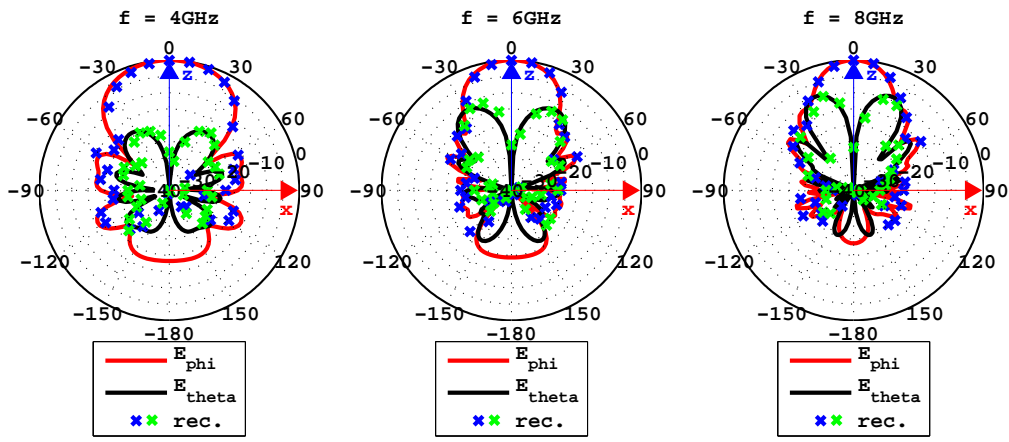 f = 4GHz
0
-30 30
z
-60 60
0
-10
-20
-30
-40
-90 90
x
-120 120
-150 150
-180
E_phi
E_theta
rec.
f = 6GHz
0
-30 30
z
-60 60
0
-10
-20
-30
-40
-90 90
x
-120 120
-150 150
-180
E_phi
E_theta
rec.
f = 8GHz
0
-30 30
z
-60 60
0
-10
-20
-30
-40
-90 90
x
-120 120
-150 150
-180
E_phi
E_theta
rec.